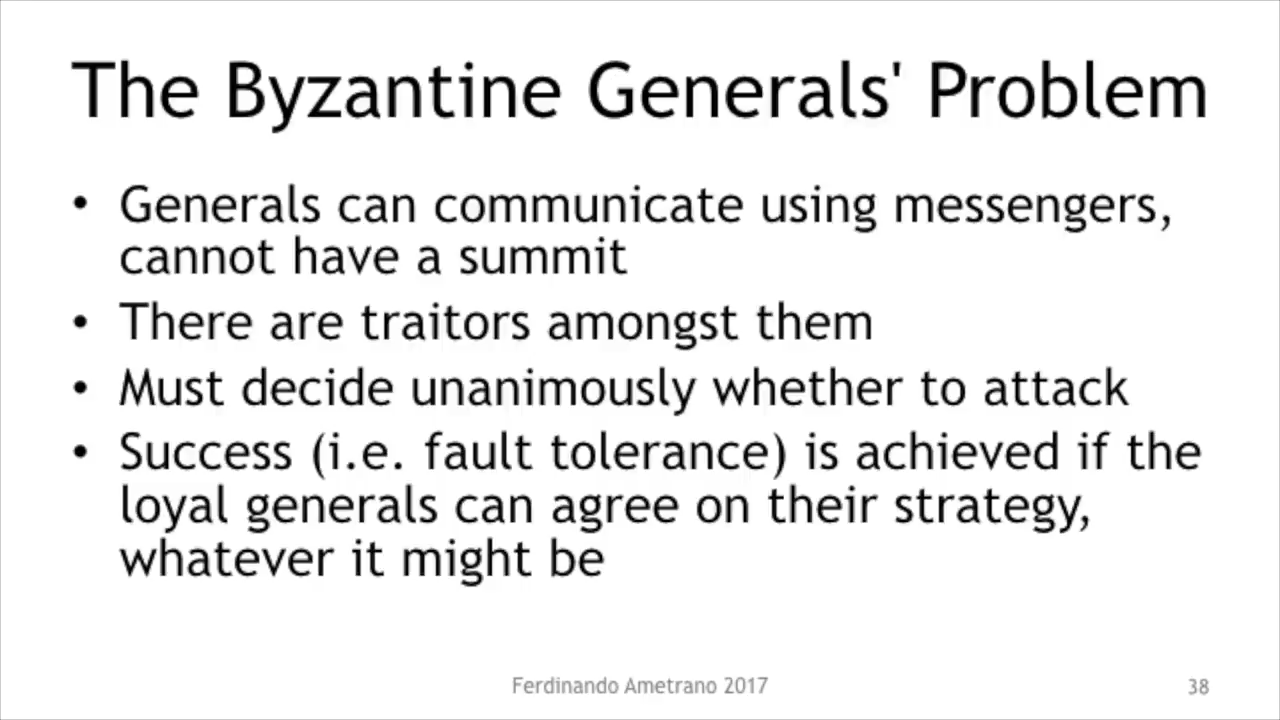 The Byzantine Generals' Problem
• Generals can communicate using messengers,
cannot have a summit
• There are traitors amongst them
• Must decide unanimously whether to attack
• Success (i.e. fault tolerance) is achieved if the
loyal generals can agree on their strategy,
whatever it might be
Ferdinando Ametrano 2017
38